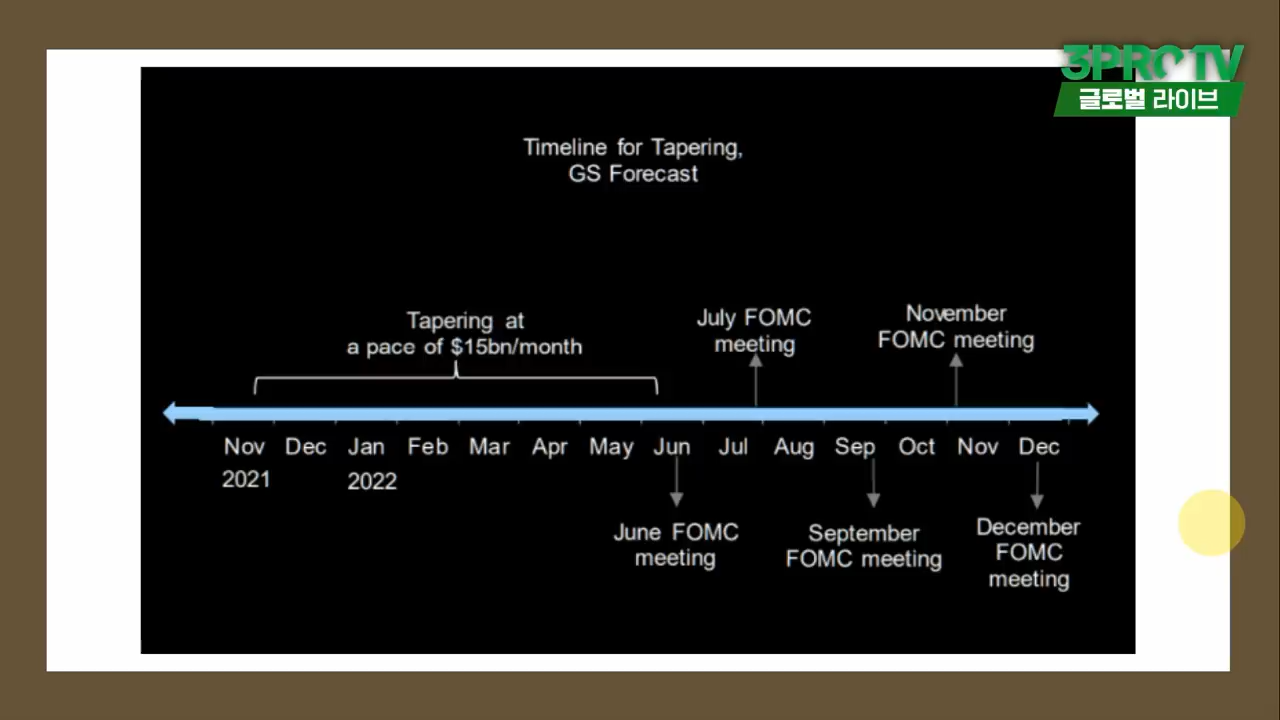 3PRO TV
글로벌 라이브
Timeline for Tapering,
GS Forecast
Tapering at
a pace of $15bn/month
July FOMC
meeting
November
FOMC meeting
Nov Dec Jan Feb Mar Apr May Jun Jul Aug Sep Oct Nov Dec
2021 2022
June FOMC
meeting
September
FOMC meeting
December
FOMC
meeting